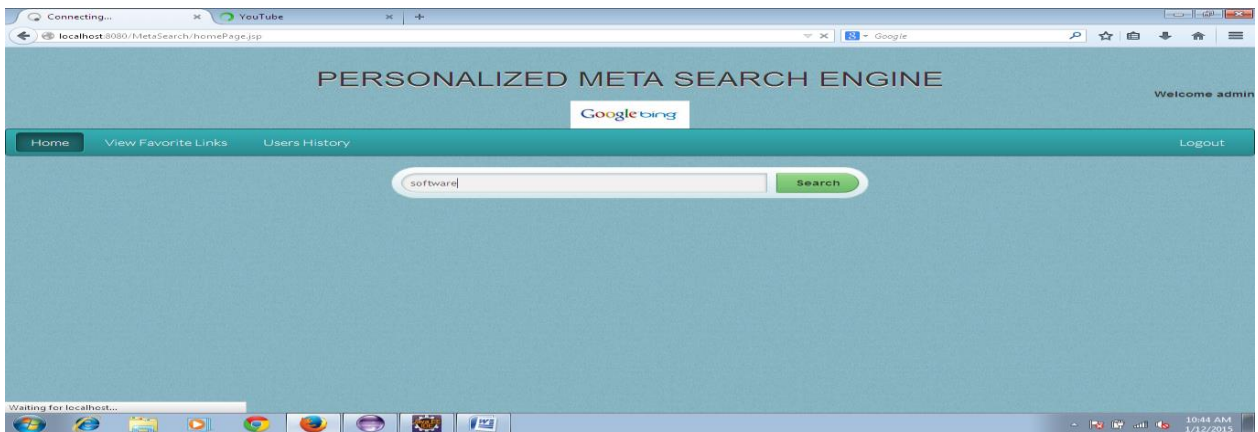 Connecting...
YouTube
localhost:8080/MetaSearch/homePage.jsp
Google
PERSONALIZED META SEARCH ENGINE
Welcome admin
Google bing
Home
View Favorite Links
Users History
Logout
software
Search
Waiting for localhost...
10:44 AM
1/12/2015